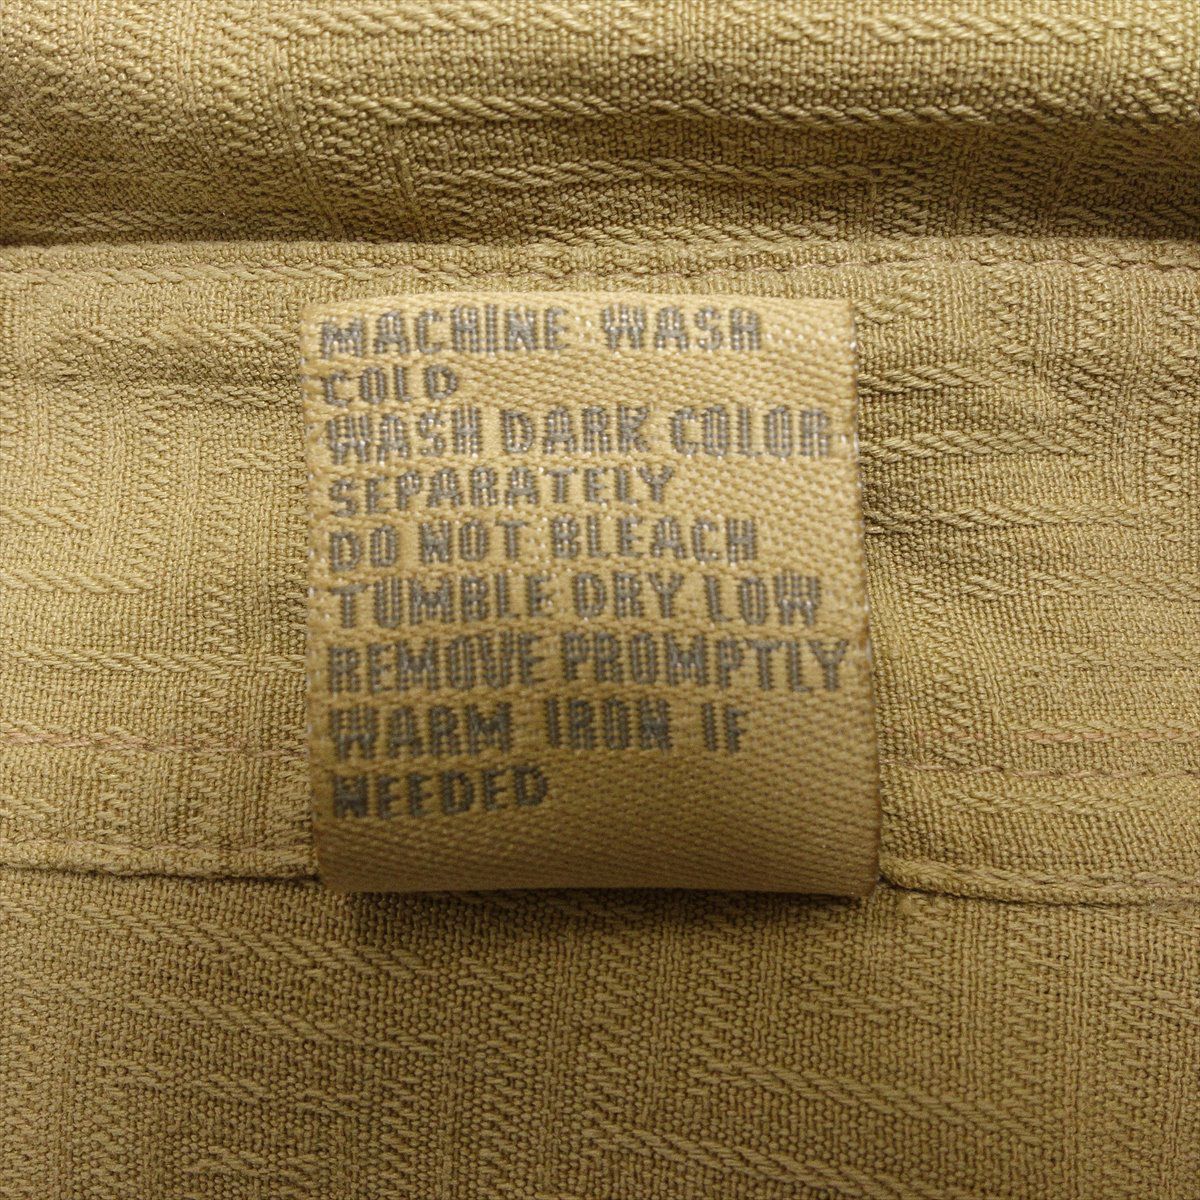 MACHINE WASH
COLD
WASH DARK COLOR
SEPARATELY
DO NOT BLEACH
TUMBLE DRY LOW
REMOVE PROMPTLY
WARM IRON IF
NEEDED